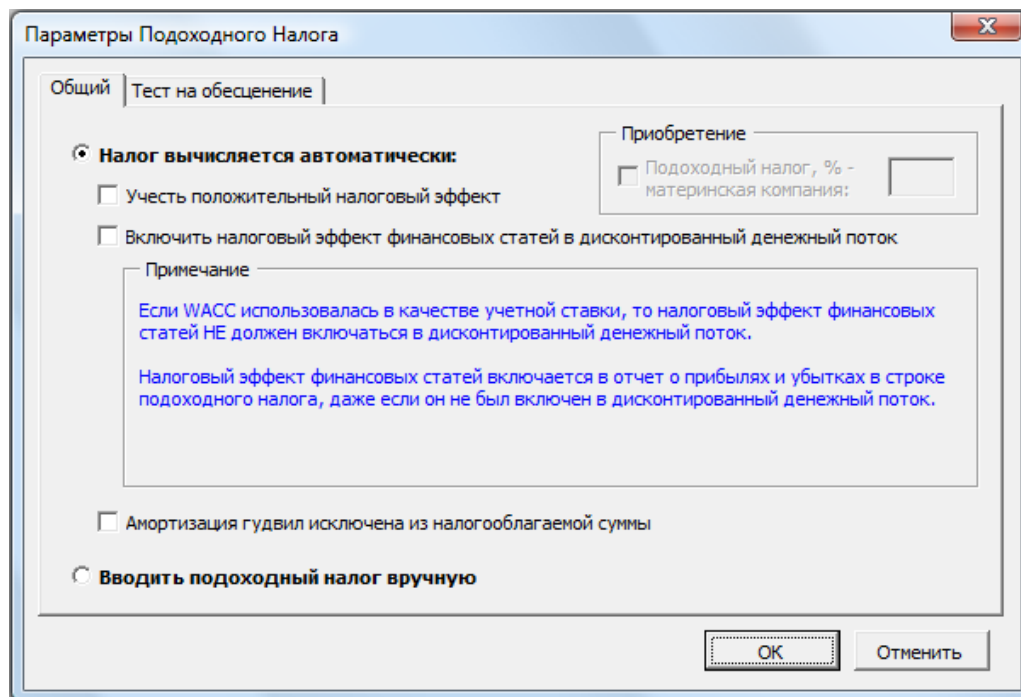 Параметры Подоходного Налога
Общий
Тест на обесценение
Налог вычисляется автоматически:
Приобретение
Подоходный налог, % -
материнская компания:
Учесть положительный налоговый эффект
Включить налоговый эффект финансовых статей в дисконтированный денежный поток
Примечание
Если WACC использовалась в качестве учетной ставки, то налоговый эффект финансовых
статей НЕ должен включаться в дисконтированный денежный поток.
Налоговый эффект финансовых статей включается в отчет о прибылях и убытках в строке
подоходного налога, даже если он не был включен в дисконтированный денежный поток.
Амортизация гудвил исключена из налогооблагаемой суммы
Вводить подоходный налог вручную
OK
Отменить